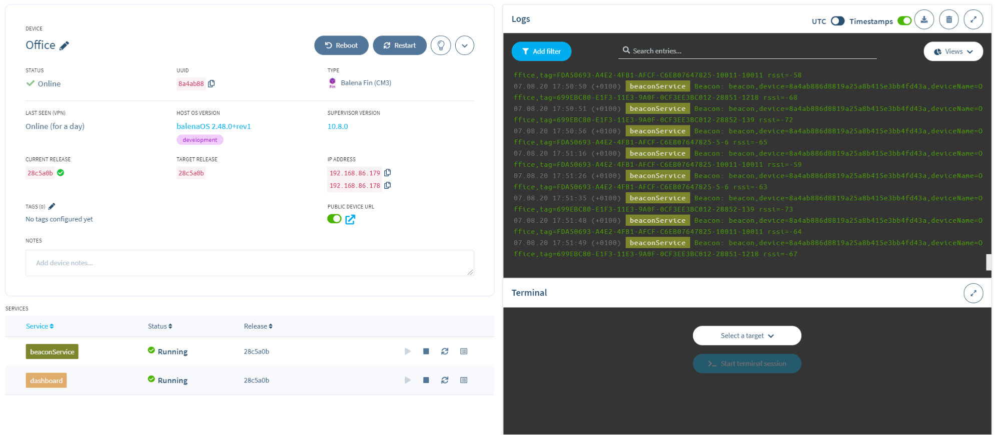 DEVICE
Office
Reboot
Restart
STATUS
UUID
TYPE
Online
8a4ab88
Fin
Balena Fin (CM3)
LAST SEEN (VPN)
HOST OS VERSION
SUPERVISOR VERSION
Online (for a day)
balenaOS 2.48.0+rev1
10.8.0
development
CURRENT RELEASE
TARGET RELEASE
IP ADDRESS
28c5a0b
28c5a0b
192.168.86.179
192.168.86.178
TAGS (0)
PUBLIC DEVICE URL
No tags configured yet
NOTES
Add device notes...
SERVICES
Service
Status
Release
beaconService
Running
28c5a0b
dashboard
Running
28c5a0b
Logs
UTC
Timestamps
Add filter
Search entries...
Views
ffice,tag=FDA50693-A4E2-4FB1-AFCF-C6EB07647825-10011-10011 rssi=-58
07.08.20 17:50:50 (+0100) beaconService Beacon: beacon,device=8a4ab886d8819a25a8b415e3bb4fd43a,deviceName=O
ffice,tag=699EBC80-E1F3-11E3-9A0F-0CF3EE3BC012-28851-1218 rssi=-68
07.08.20 17:50:51 (+0100) beaconService Beacon: beacon,device=8a4ab886d8819a25a8b415e3bb4fd43a,deviceName=O
ffice,tag=699EBC80-E1F3-11E3-9A0F-0CF3EE3BC012-28852-139 rssi=-72
07.08.20 17:50:56 (+0100) beaconService Beacon: beacon,device=8a4ab886d8819a25a8b415e3bb4fd43a,deviceName=O
ffice,tag=FDA50693-A4E2-4FB1-AFCF-C6EB07647825-5-6 rssi=-65
07.08.20 17:51:16 (+0100) beaconService Beacon: beacon,device=8a4ab886d8819a25a8b415e3bb4fd43a,deviceName=O
ffice,tag=FDA50693-A4E2-4FB1-AFCF-C6EB07647825-10011-10011 rssi=-59
07.08.20 17:51:26 (+0100) beaconService Beacon: beacon,device=8a4ab886d8819a25a8b415e3bb4fd43a,deviceName=O
ffice,tag=FDA50693-A4E2-4FB1-AFCF-C6EB07647825-5-6 rssi=-63
07.08.20 17:51:35 (+0100) beaconService Beacon: beacon,device=8a4ab886d8819a25a8b415e3bb4fd43a,deviceName=O
ffice,tag=699EBC80-E1F3-11E3-9A0F-0CF3EE3BC012-28852-139 rssi=-73
07.08.20 17:51:48 (+0100) beaconService Beacon: beacon,device=8a4ab886d8819a25a8b415e3bb4fd43a,deviceName=O
ffice,tag=FDA50693-A4E2-4FB1-AFCF-C6EB07647825-10011-10011 rssi=-64
07.08.20 17:51:49 (+0100) beaconService Beacon: beacon,device=8a4ab886d8819a25a8b415e3bb4fd43a,deviceName=O
ffice,tag=699EBC80-E1F3-11E3-9A0F-0CF3EE3BC012-28851-1218 rssi=-67
Terminal
Select a target
Start terminal session